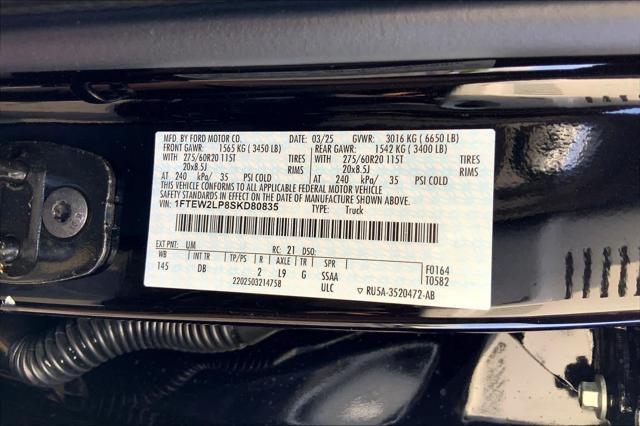 MFD. BY FORD MOTOR CO. DATE: 03/25 GVWR: 3016 KG ( 6650 LB)
FRONT GAWR: 1565 KG ( 3450 LB) REAR GAWR: 1542 KG ( 3400 LB)
WITH 275/60R20 115T TIRES WITH 275/60R20 115T TIRES
20x8.5J RIMS 20x8.5J RIMS
AT 240 kPa/ 35 PSI COLD AT 240 kPa/ 35 PSI COLD
THIS VEHICLE CONFORMS TO ALL APPLICABLE FEDERAL MOTOR VEHICLE
SAFETY STANDARDS IN EFFECT ON THE DATE OF MANUFACTURE SHOWN ABOVE.
VIN: 1FTEW2LP8SKD80835 TYPE: Truck
EXT PNT: UM RC: 21 DSO:
WB INT TR TP/PS R AXLE TR SPR
145 DB 2 L9 G SSAA
ULC
2202503214758
F0164
T0582
▽ RU5A-3520472-AB